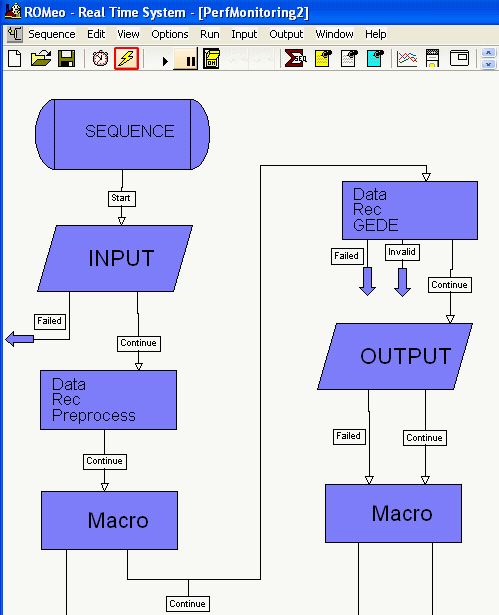 ROMeo - Real Time System - [PerfMonitoring2]
Sequence Edit View Options Run Input Output Window Help
SEQ
SEQUENCE
Start
INPUT
Failed
Continue
Data
Rec
Preprocess
Continue
Macro
Continue
Data
Rec
GEDE
Failed
Invalid
Continue
OUTPUT
Failed
Continue
Macro